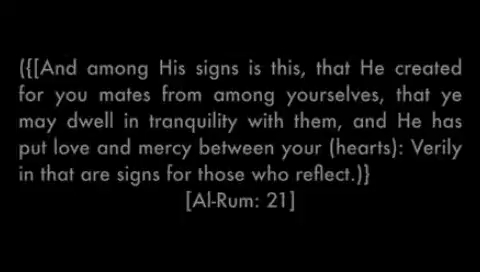 ({[And among His signs is this, that He created
for you mates from among yourselves, that ye
may dwell in tranquility with them, and He has
put love and mercy between your (hearts): Verily
in that are signs for those who reflect.)}
[Al-Rum: 21]